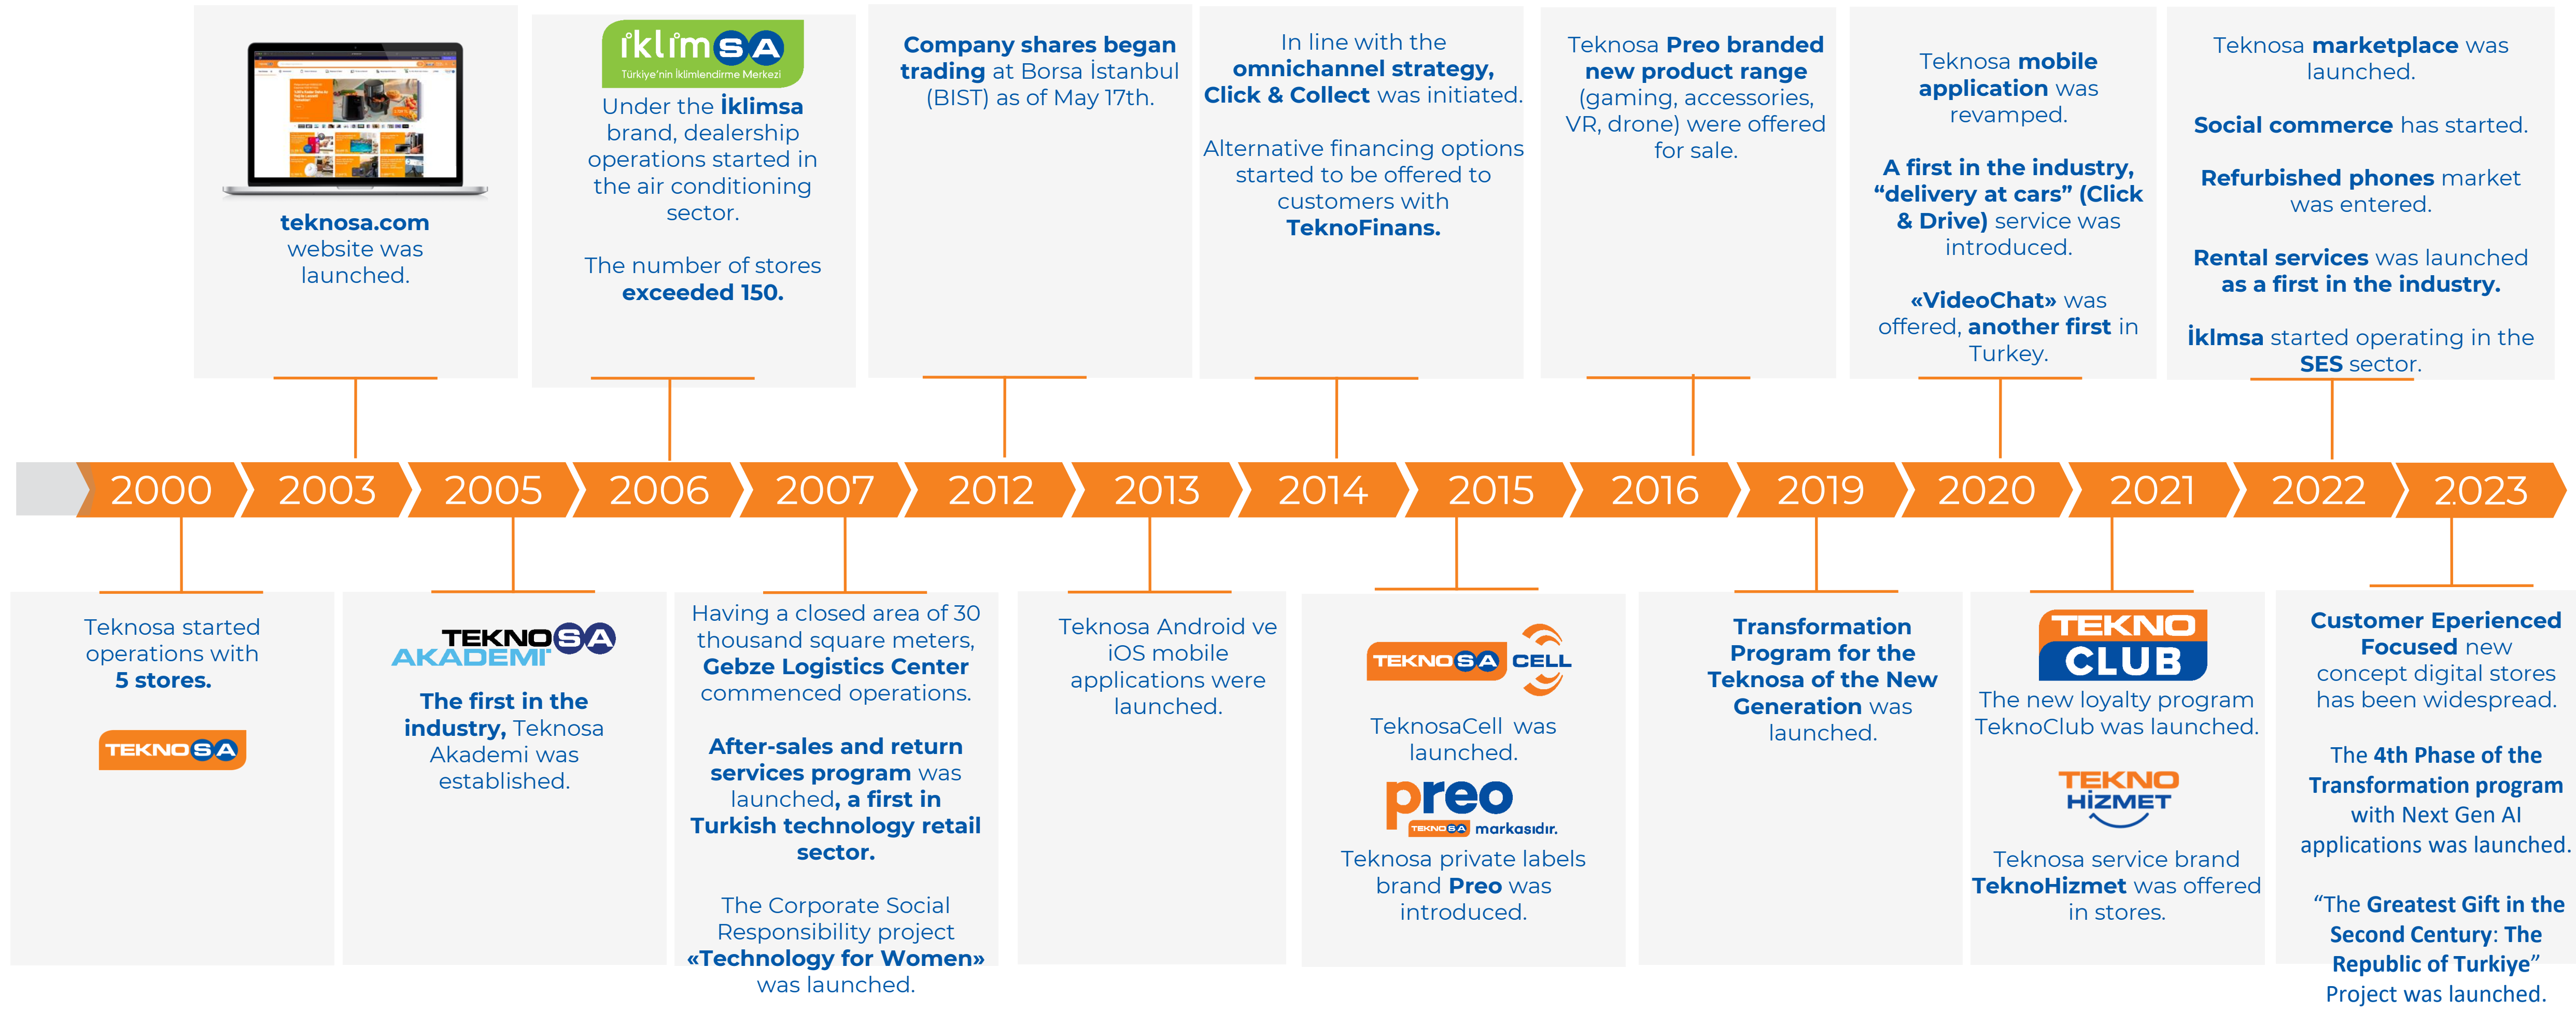 teknosa.com
website was
launched.
iklimSA
Türkiye'nin İklimlendirme Merkezi
Under the İklimsa
brand, dealership
operations started in
the air conditioning
sector.
The number of stores
exceeded 150.
Company shares began
trading at Borsa İstanbul
(BIST) as of May 17th.
In line with the
omnichannel strategy,
Click & Collect was initiated.
Alternative financing options
started to be offered to
customers with
TeknoFinans.
Teknosa Preo branded
new product range
(gaming, accessories,
VR, drone) were offered
for sale.
Teknosa mobile
application was
revamped.
A first in the industry,
“delivery at cars” (Click
& Drive) service was
introduced.
«VideoChat» was
offered, another first in
Turkey.
Teknosa marketplace was
launched.
Social commerce has started.
Refurbished phones market
was entered.
Rental services was launched
as a first in the industry.
İklmsa started operating in the
SES sector.
2000
2003
2005
2006
2007
2012
2013
2014
2015
2016
2019
2020
2021
2022
2.023
Teknosa started
operations with
5 stores.
TEKNOSA
TEKNOSA
AKADEMİ
The first in the
industry, Teknosa
Akademi was
established.
Having a closed area of 30
thousand square meters,
Gebze Logistics Center
commenced operations.
After-sales and return
services program was
launched, a first in
Turkish technology retail
sector.
The Corporate Social
Responsibility project
«Technology for Women»
was launched.
Teknosa Android ve
iOS mobile
applications were
launched.
TEKNOSA CELL
TeknosaCell was
launched.
preo
TEKNOSA markasıdır.
Teknosa private labels
brand Preo was
introduced.
Transformation
Program for the
Teknosa of the New
Generation was
launched.
TEKNO
CLUB
The new loyalty program
TeknoClub was launched.
TEKNO
HİZMET
Teknosa service brand
TeknoHizmet was offered
in stores.
Customer Eperienced
Focused new
concept digital stores
has been widespread.
The 4th Phase of the
Transformation program
with Next Gen AI
applications was launched.
“The Greatest Gift in the
Second Century: The
Republic of Turkiye”
Project was launched.